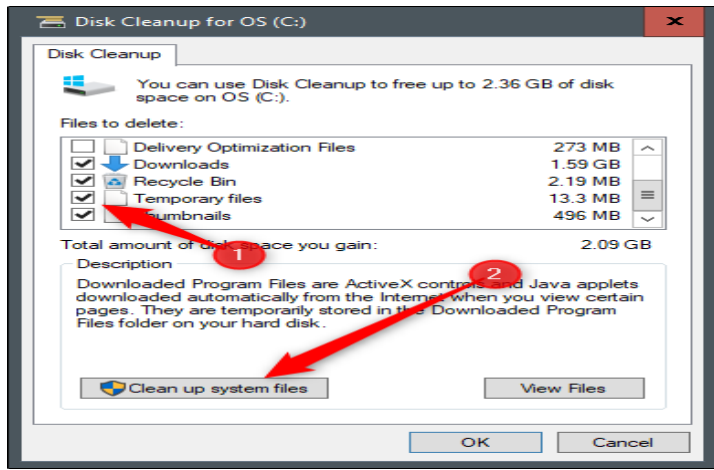 Disk Cleanup for OS (C:)
Disk Cleanup
You can use Disk Cleanup to free up to 2.36 GB of disk
space on OS (C:).
Files to delete:
Delivery Optimization Files 273 MB
Downloads 1.59 GB
Recycle Bin 2.19 MB
Temporary files 13.3 MB
Thumbnails 496 MB
Total amount of disk space you gain: 2.09 GB
1
Description
2
Downloaded Program Files are ActiveX controls and Java applets
downloaded automatically from the Internet when you view certain
pages. They are temporarily stored in the Downloaded Program
Files folder on your hard disk.
Clean up system files
View Files
OK
Cancel